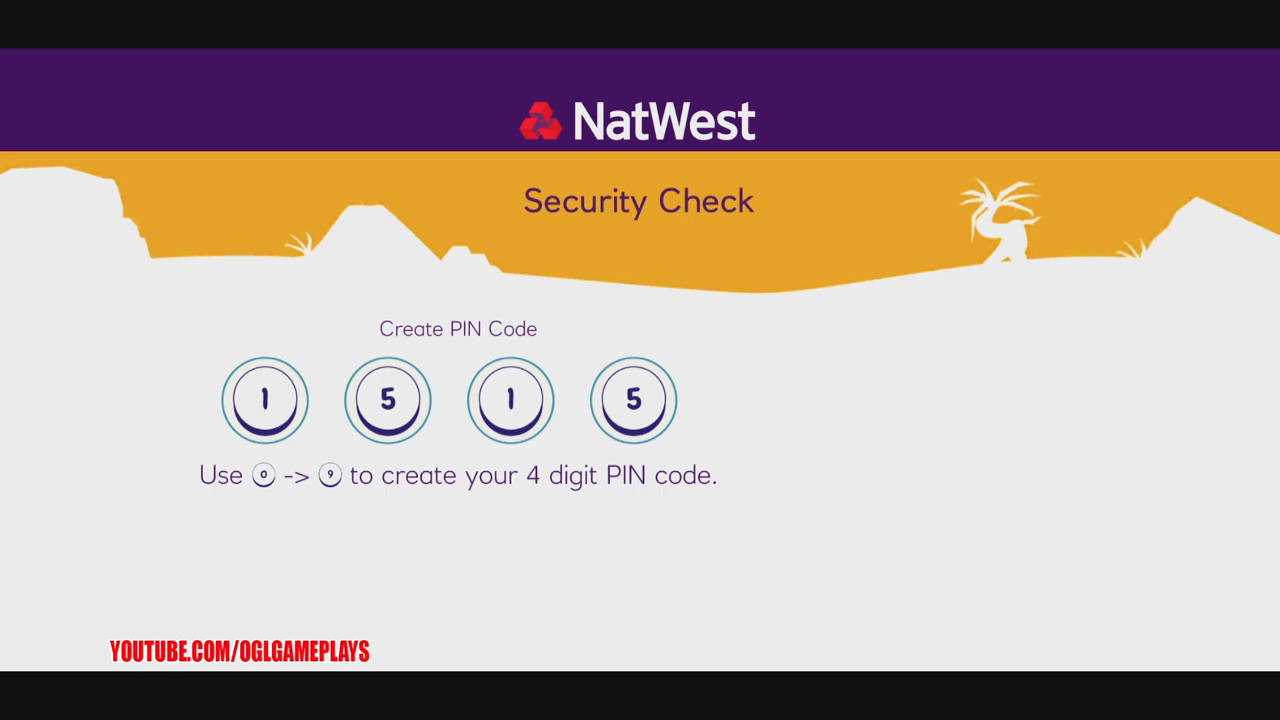 NatWest
Security Check
Create PIN Code
1 5 1 5
Use 0 -> 9 to create your 4 digit PIN code.
YOUTUBE.COM/OGLGAMEPLAYS